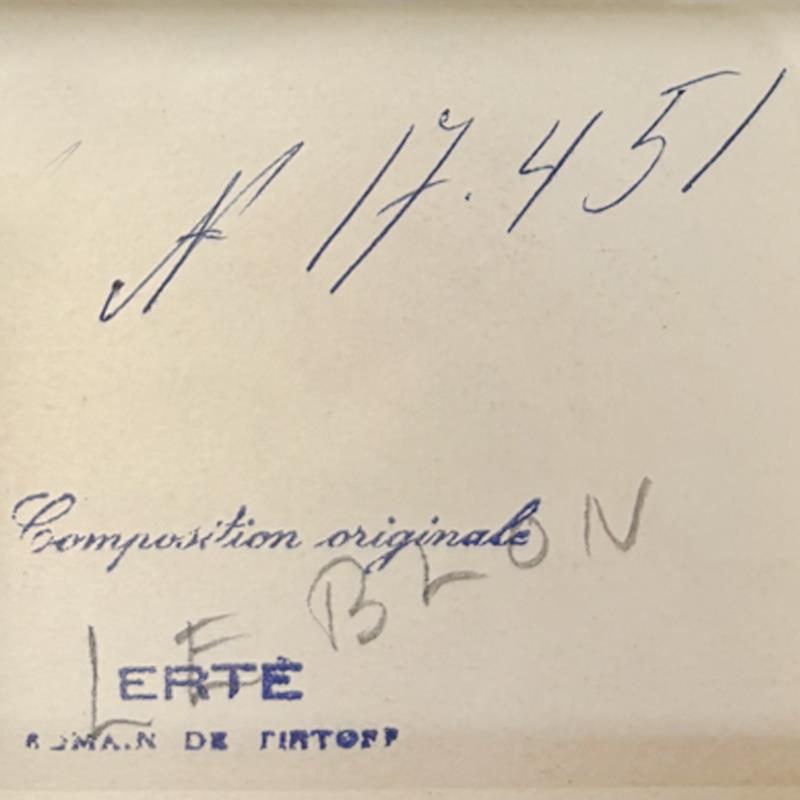 N 17.451
Composition originale
LE BLON
ERTÉ
ROMAIN DE TIRTOFF